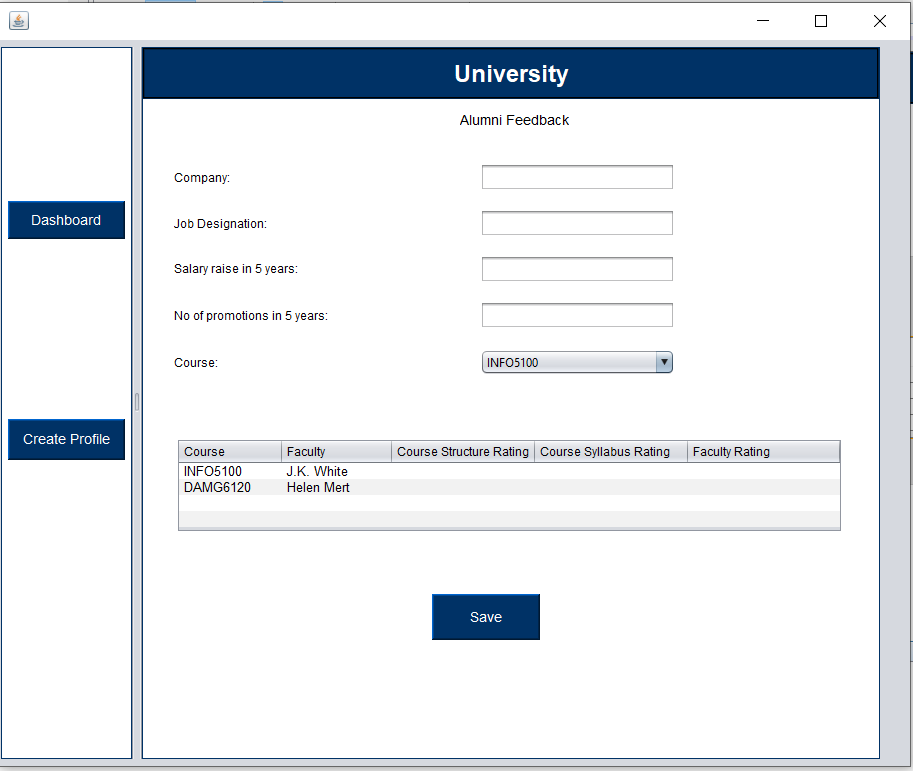 University
Alumni Feedback
Company:
Job Designation:
Dashboard
Salary raise in 5 years:
No of promotions in 5 years:
Course: INFO5100
Create Profile
Course Faculty Course Structure Rating Course Syllabus Rating Faculty Rating
INFO5100 J.K. White
DAMG6120 Helen Mert
Save